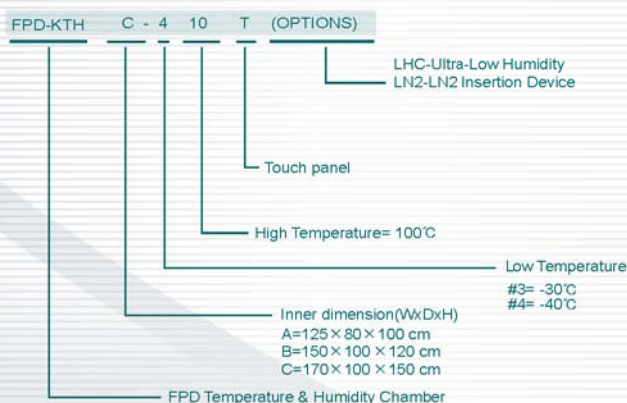 FPD-KTH C - 4 10 T (OPTIONS)
LHC-Ultra-Low Humidity
LN2-LN2 Insertion Device
Touch panel
High Temperature= 100℃
Low Temperature
#3= -30℃
#4= -40℃
Inner dimension(WxDxH)
A=125×80×100 cm
B=150×100×120 cm
C=170×100×150 cm
FPD Temperature & Humidity Chamber